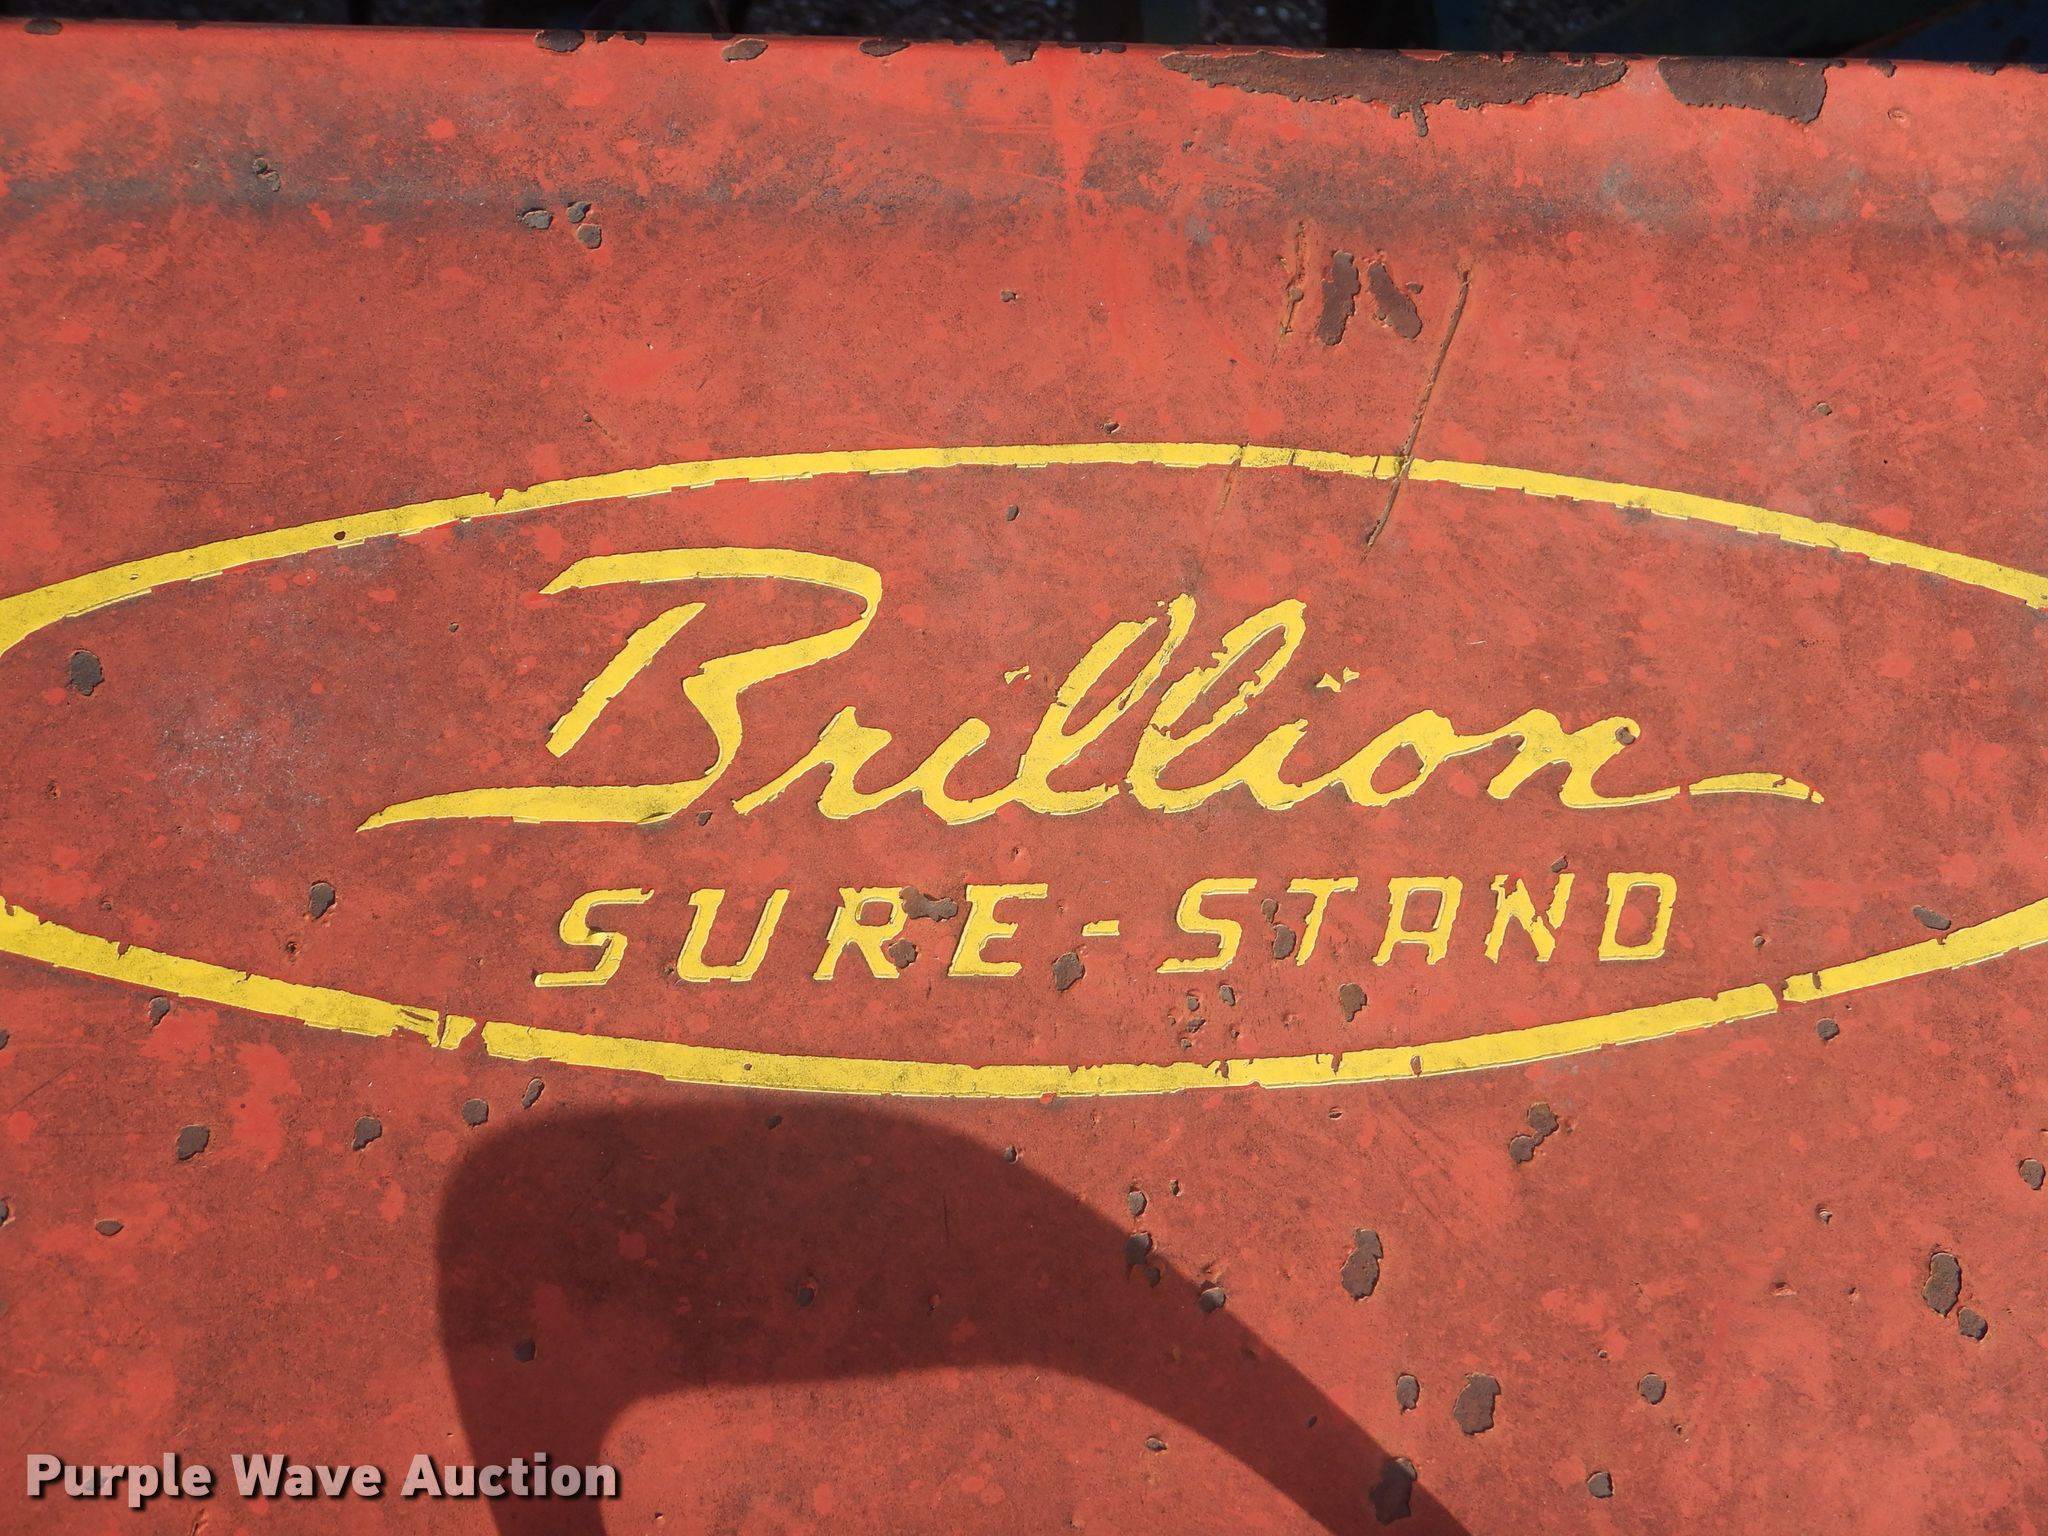 Brillion
SURE-STAND
Purple Wave Auction